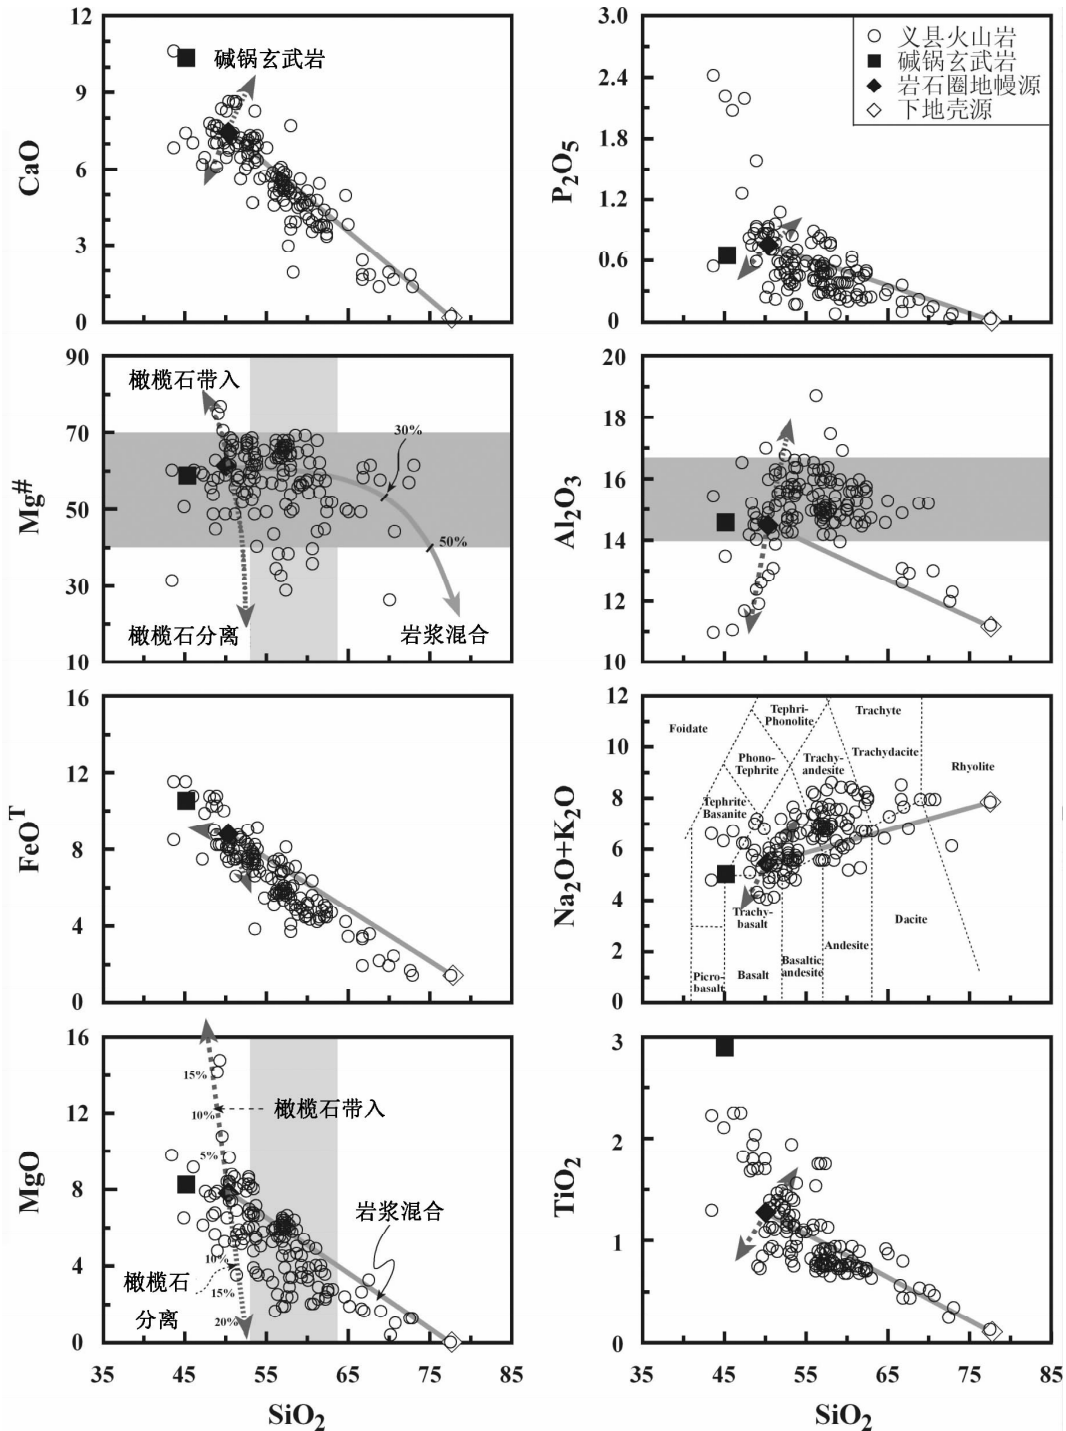 12
9
6
3
0
CaO
碱锅玄武岩
3.0
2.4
1.8
1.2
0.6
0
P2O5
义县火山岩
碱锅玄武岩
岩石圈地幔源
下地壳源
90
70
50
30
10
Mg#
橄榄石带入
30%
50%
橄榄石分离
岩浆混合
20
18
16
14
12
10
Al2O3
16
12
8
4
0
FeOT
12
10
8
6
4
2
0
Na2O+K2O
Foidate
Tephri-
Phonolite
Trachyte
Phono-
Tephrite
Trachy-
andesite
Trachydacite
Rhyolite
Tephrite
Basanite
Trachy-
basalt
Dacite
Andesite
Basaltic
andesite
Basalt
Picro-
basalt
16
12
8
4
0
MgO
15%
10%
橄榄石带入
5%
岩浆混合
10%
橄榄石
15%
分离
20%
35
45
55
65
75
85
SiO2
3
2
1
0
TiO2
35
45
55
65
75
85
SiO2